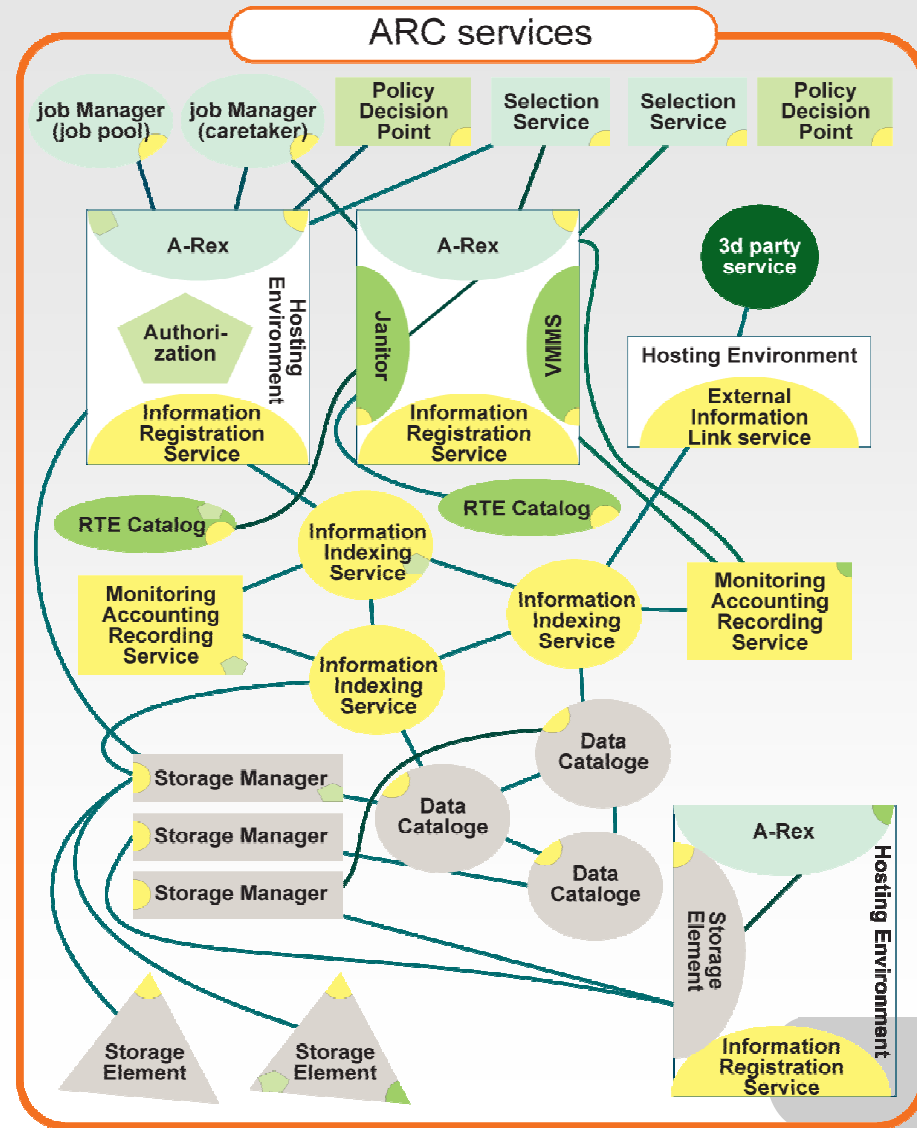 ARC services
job Manager
(job pool)
job Manager
(caretaker)
Policy
Decision
Point
Selection
Service
Selection
Service
Policy
Decision
Point
A-Rex
Hosting
Environment
Authori-
zation
Information
Registration
Service
A-Rex
Janitor
VMMS
Information
Registration
Service
3d party
service
Hosting Environment
External
Information
Link service
RTE Catalog
RTE Catalog
Information
Indexing
Service
Monitoring
Accounting
Recording
Service
Information
Indexing
Service
Monitoring
Accounting
Recording
Service
Information
Indexing
Service
Storage Manager
Storage Manager
Storage Manager
Data
Cataloge
Data
Cataloge
Data
Cataloge
A-Rex
Hosting Environment
Storage
Element
Information
Registration
Service
Storage
Element
Storage
Element